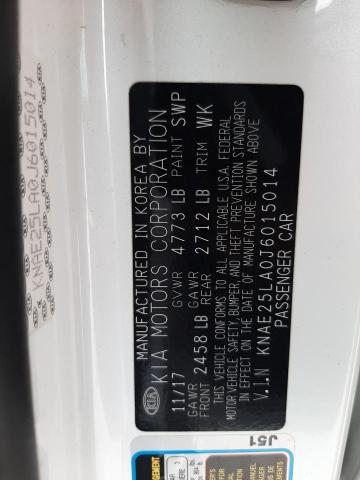 MANUFACTURED IN KOREA BY
KIA MOTORS CORPORATION
KIA
11/17 GVWR 4773 LB PAINT SWP
GAWR FRONT 2458 LB GAWR REAR 2712 LB TRIM WK
THIS VEHICLE CONFORMS TO ALL APPLICABLE U.S.A. FEDERAL
MOTOR VEHICLE SAFETY, BUMPER, AND THEFT PREVENTION STANDARDS
IN EFFECT ON THE DATE OF MANUFACTURE SHOWN ABOVE
V.I.N KNAE25LA0J6015014
PASSENGER CAR
KNAE25LA0J6015014
J51